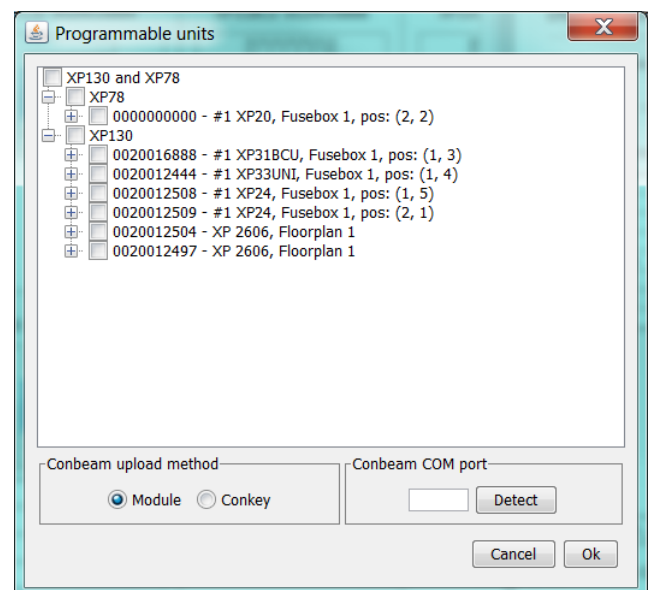 Programmable units
X
XP130 and XP78
XP78
0000000000 - #1 XP20, Fusebox 1, pos: (2, 2)
XP130
0020016888 - #1 XP31BCU, Fusebox 1, pos: (1, 3)
0020012444 - #1 XP33UNI, Fusebox 1, pos: (1, 4)
0020012508 - #1 XP24, Fusebox 1, pos: (1, 5)
0020012509 - #1 XP24, Fusebox 1, pos: (2, 1)
0020012504 - XP 2606, Floorplan 1
0020012497 - XP 2606, Floorplan 1
Conbeam upload method
Module Conkey
Conbeam COM port
Detect
Cancel Ok